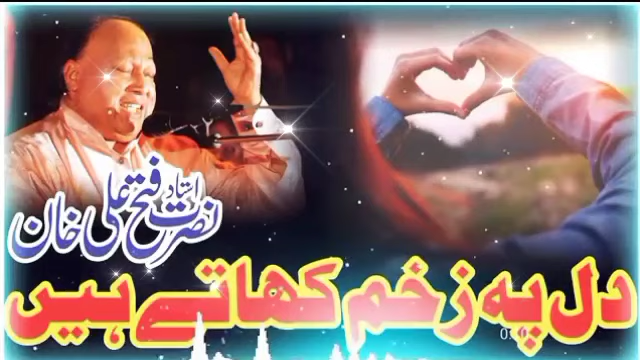 استاد
نصرت فتح علی خان
دل پہ زخم کھاتے ہیں